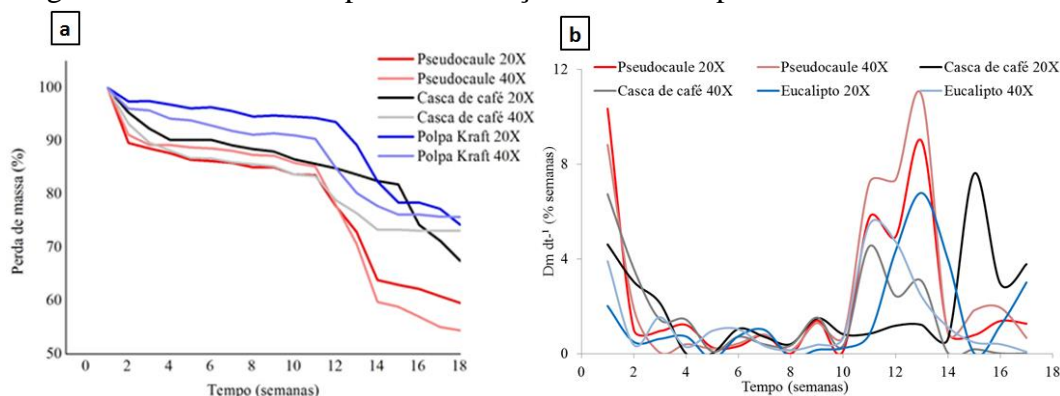 a
Perda de massa (%)
100
90
80
70
60
50
Pseudocaule 20X
Pseudocaule 40X
Casca de café 20X
Casca de café 40X
Polpa Kraft 20X
Polpa Kraft 40X
0 2 4 6 8 10 12 14 16 18
Tempo (semanas)
b
Dm dt-¹ (% semanas)
12
8
4
0
Pseudocaule 20X Pseudocaule 40X Casca de café 20X
Casca de café 40X Eucalipto 20X Eucalipto 40X
0 2 4 6 8 10 12 14 16 18
Tempo (semanas)